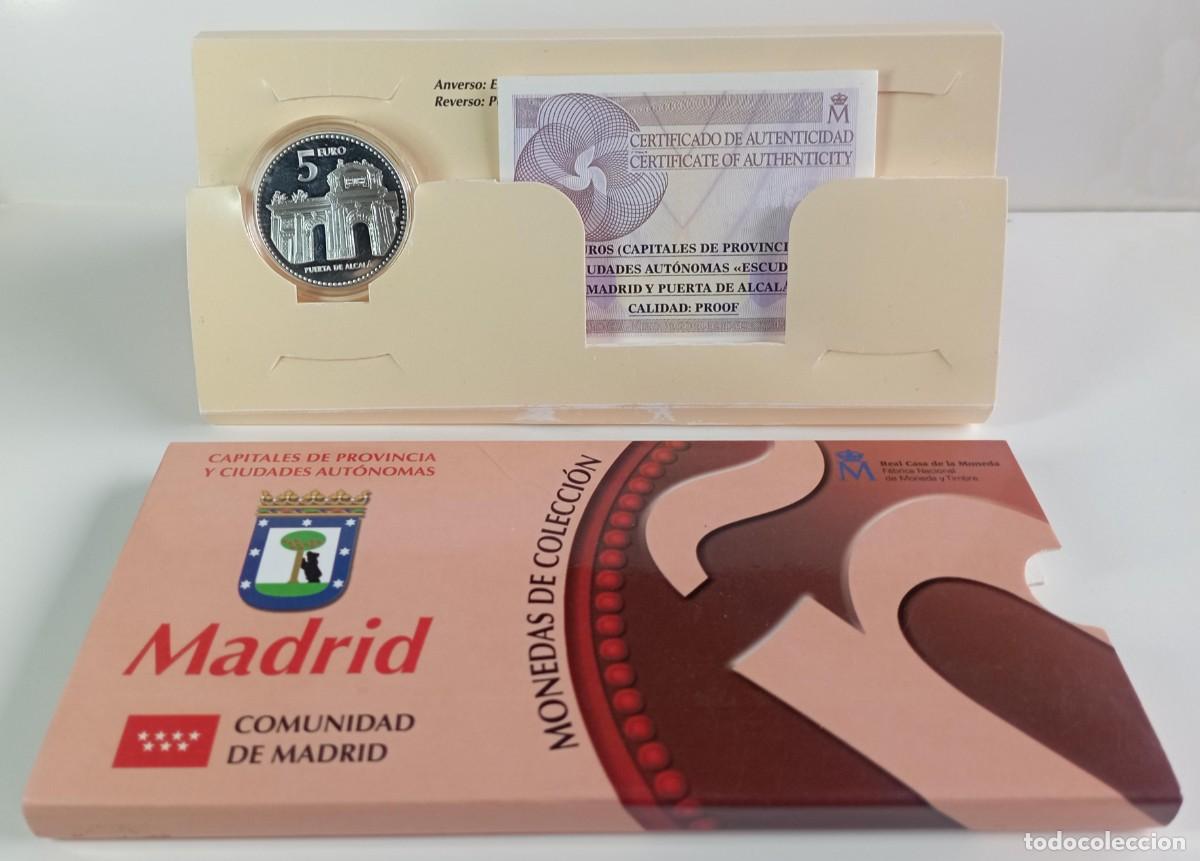 Anverso: E
Reverso: P
5 EURO
PUERTA DE ALCALÁ
M
CERTIFICADO DE AUTENTICIDAD
CERTIFICATE OF AUTHENTICITY
UROS (CAPITALES DE PROVINCI
UDADES AUTÓNOMAS «ESCUD
MADRID Y PUERTA DE ALCALÁ
CALIDAD: PROOF
CAPITALES DE PROVINCIA
Y CIUDADES AUTÓNOMAS
Madrid
COMUNIDAD
DE MADRID
MONEDAS DE COLECCIÓN
M
Real Casa de la Moneda
Fábrica Nacional
de Moneda y Timbre
todocoleccion